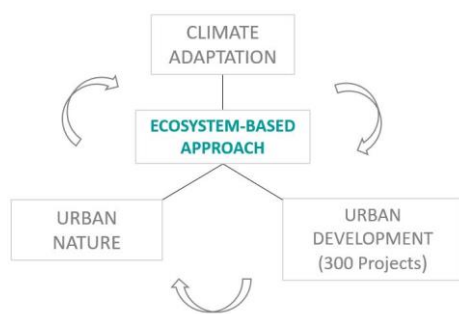 CLIMATE
ADAPTATION
ECOSYSTEM-BASED
APPROACH
URBAN
NATURE
URBAN
DEVELOPMENT
(300 Projects)